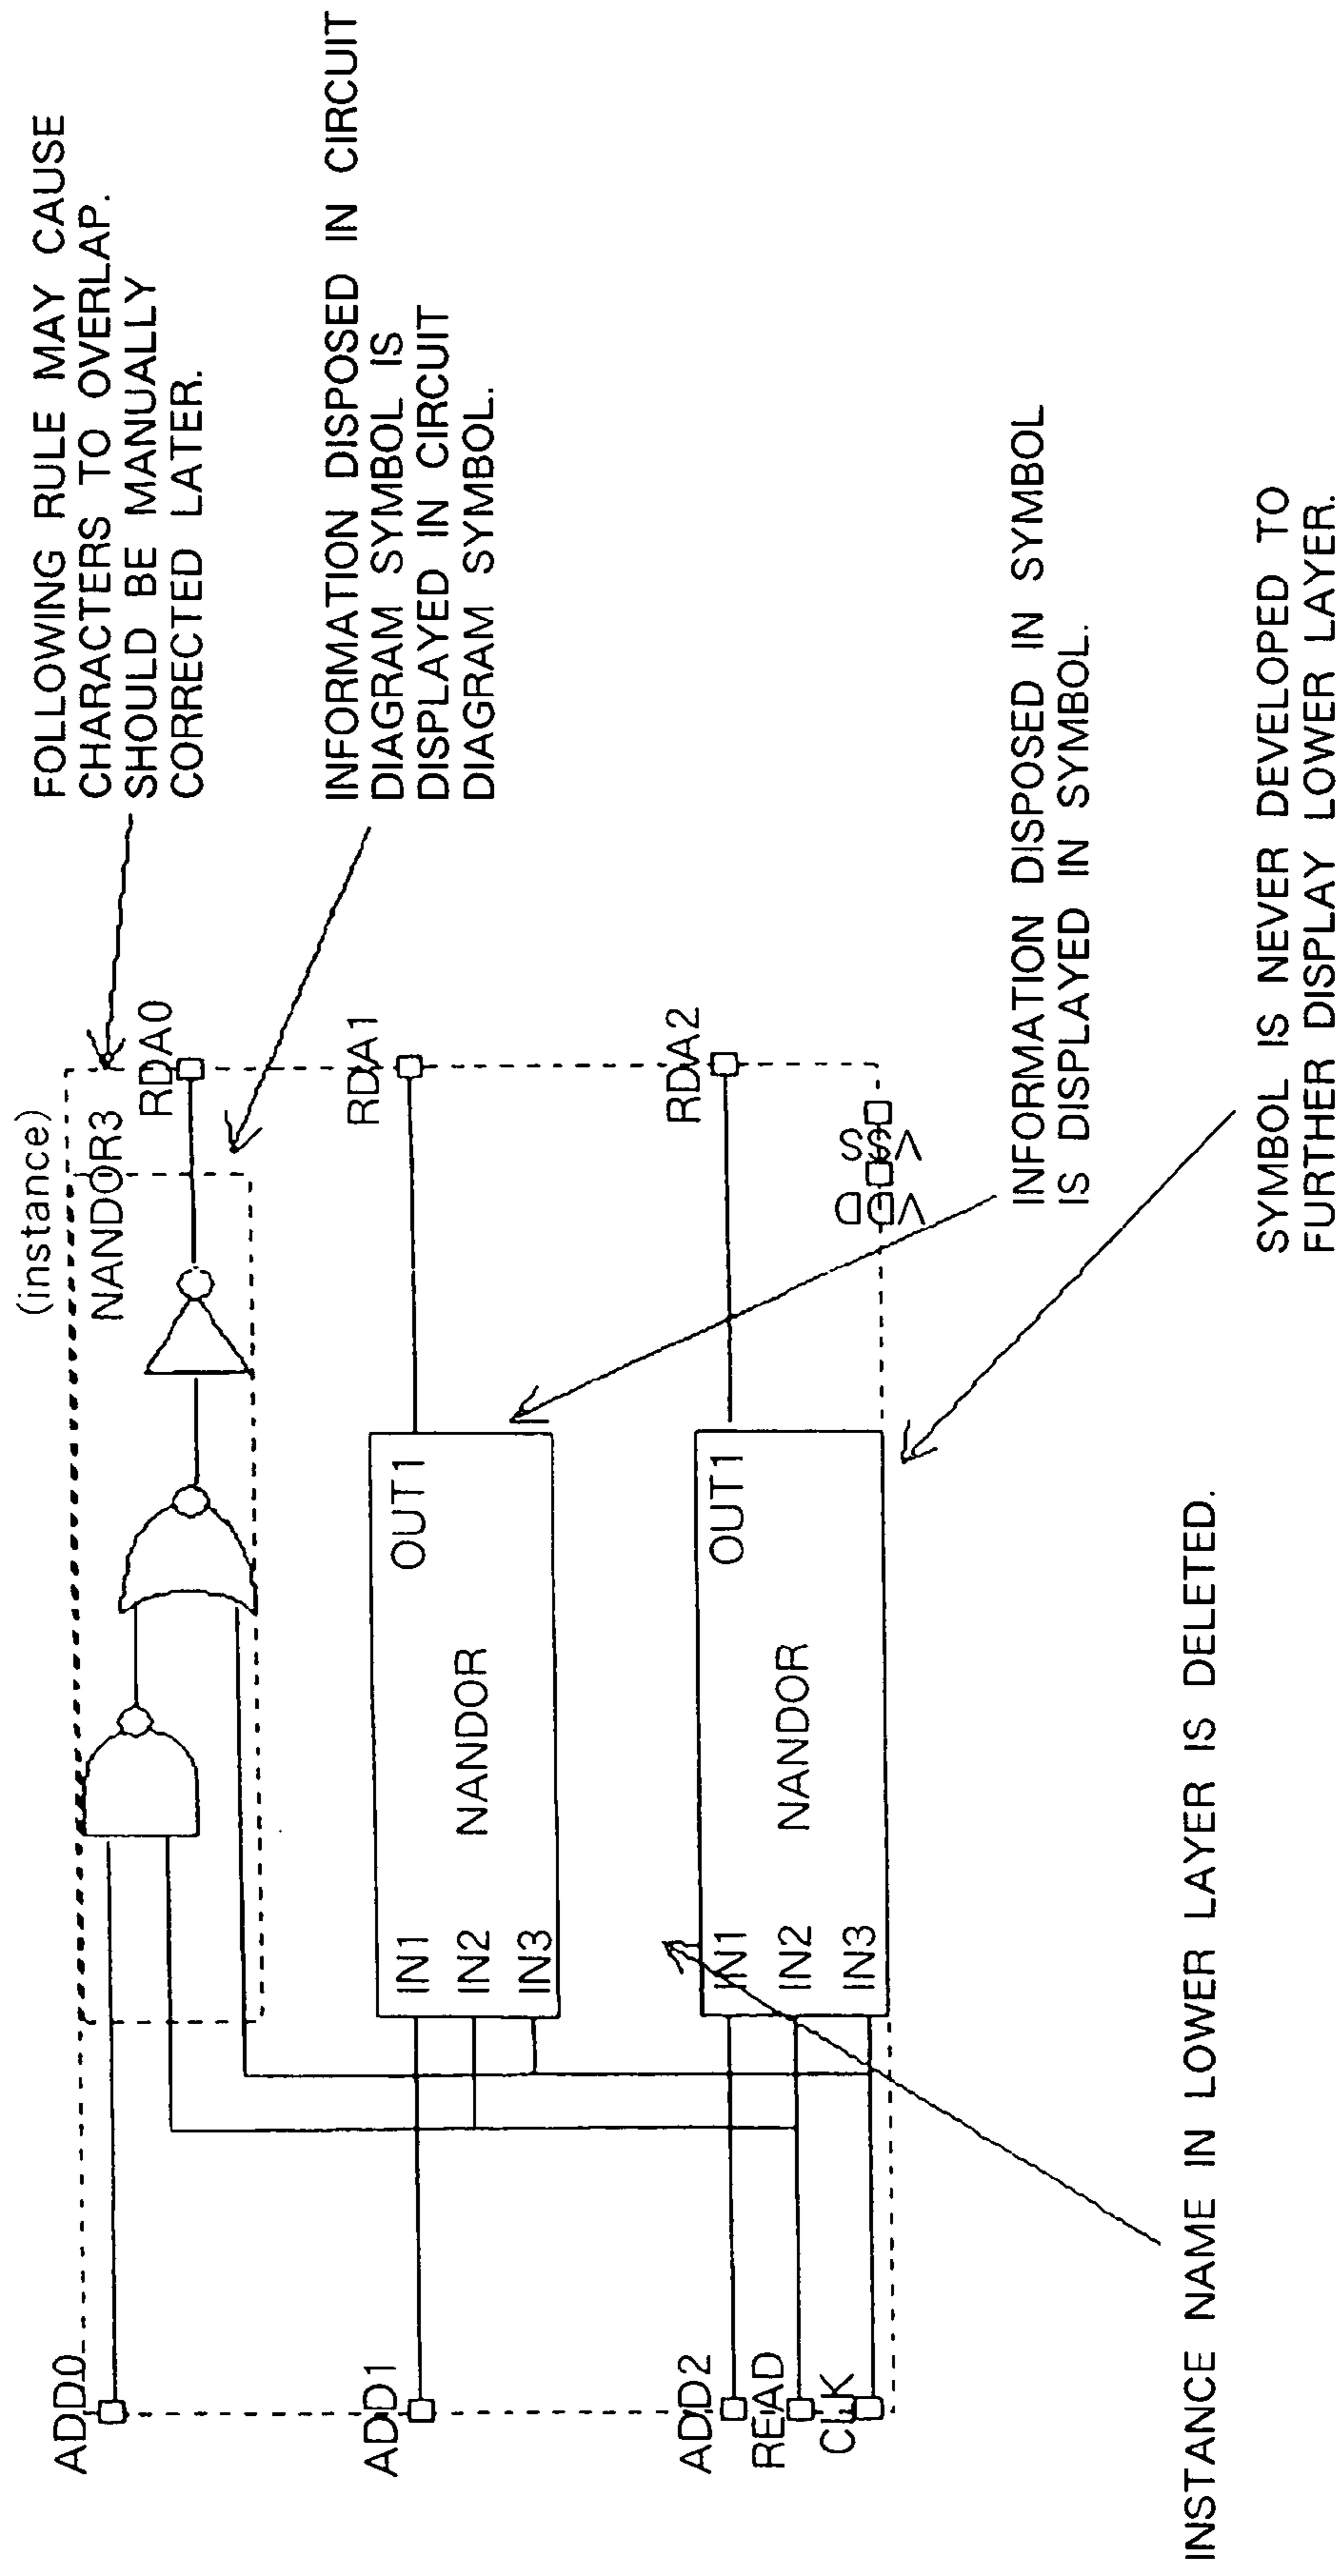 (instance)
FOLLOWING RULE MAY CAUSE
CHARACTERS TO OVERLAP.
SHOULD BE MANUALLY
CORRECTED LATER.
ADD0
NANDOR3
RDA0
INFORMATION DISPOSED IN CIRCUIT
DIAGRAM SYMBOL IS
DISPLAYED IN CIRCUIT
DIAGRAM SYMBOL.
ADD1
IN1
OUT1
RDA1
IN2
NANDOR
IN3
ADD2
IN1
OUT1
RDA2
READ
IN2
NANDOR
CLK
IN3
VDD
VSS
INFORMATION DISPOSED IN SYMBOL
IS DISPLAYED IN SYMBOL.
INSTANCE NAME IN LOWER LAYER IS DELETED.
SYMBOL IS NEVER DEVELOPED TO
FURTHER DISPLAY LOWER LAYER.